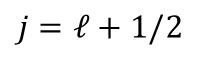 j = ℓ + 1/2